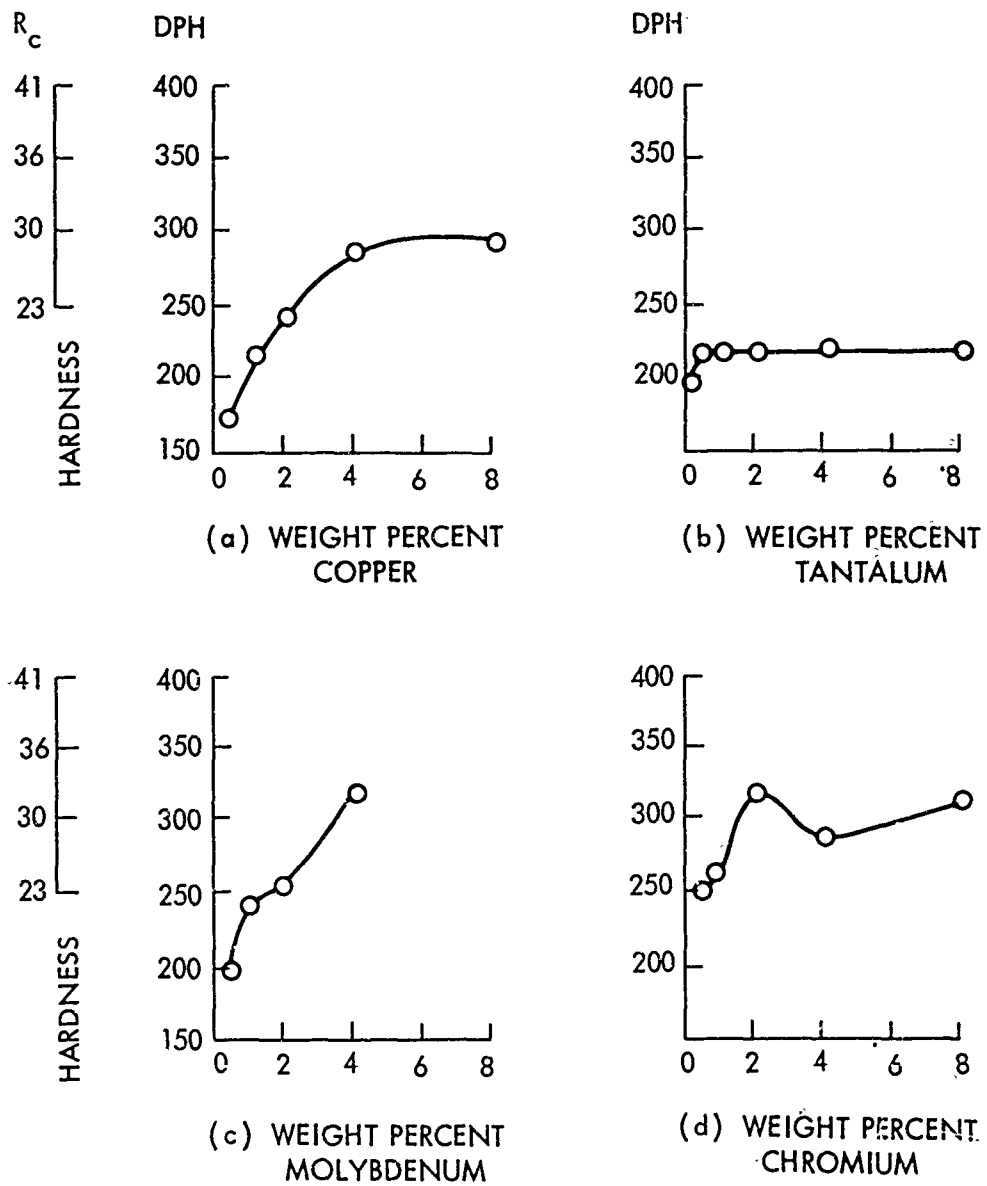 Rc DPH
41
36
30
23
HARDNESS
400
350
300
250
200
150
0 2 4 6 8
(a) WEIGHT PERCENT
COPPER
DPH
400
350
300
250
200
0 2 4 6 8
(b) WEIGHT PERCENT
TANTALUM
41
36
30
23
HARDNESS
400
350
300
250
200
150
0 2 4 6 8
(c) WEIGHT PERCENT
MOLYBDENUM
400
350
300
250
200
0 2 4 6 8
(d) WEIGHT PERCENT
CHROMIUM